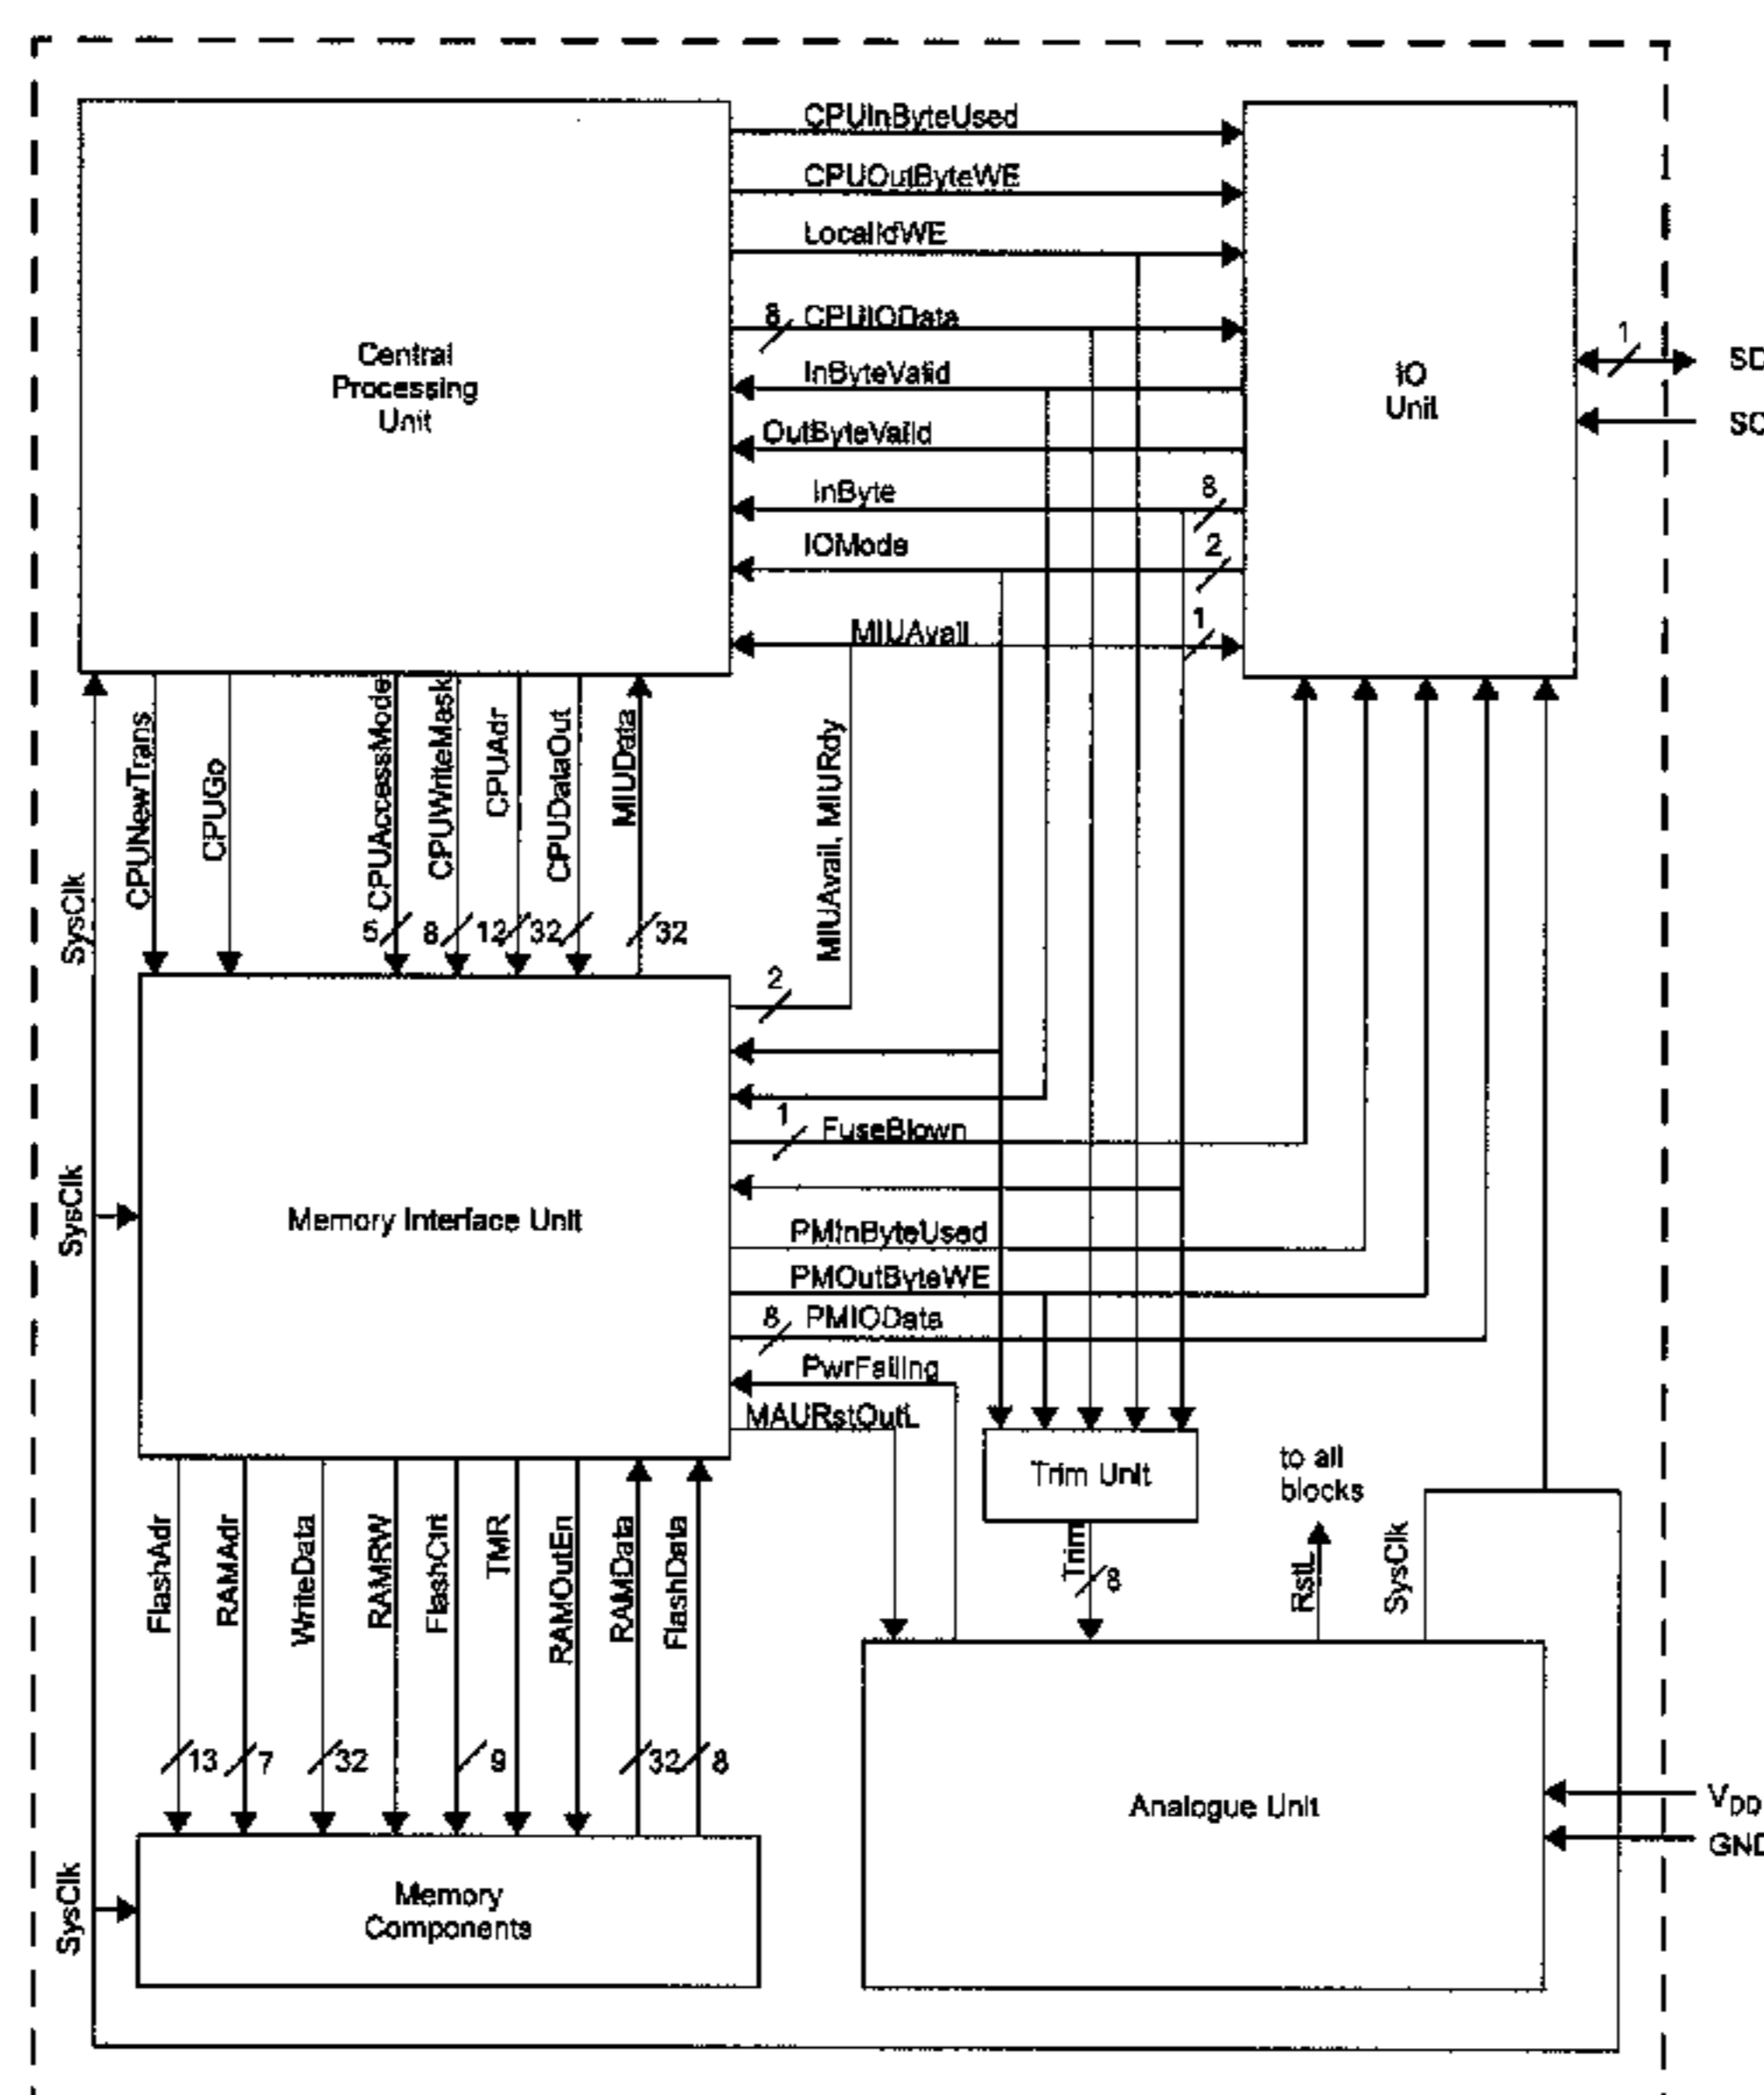 CPUInByteUsed
CPUOutByteWE
LocalIdWE
8 CPUIOData
InByteValid
OutByteValid
InByte 8
IOMode 2
MIUAvail 1
Central
Processing
Unit
IO
Unit
1
SD
SC
SysClk
CPUNewTrans
CPUGo
CPUAccessMode
CPUWriteMask
CPUAdr
CPUDataOut
MIUData
MIUAvail, MIURdy
5 8 12 32 32
2
1 FuseBlown
SysClk
Memory Interface Unit
PMInByteUsed
PMOutByteWE
8 PMIOData
PwrFailing
MAURstOutL
Trim Unit
to all
blocks
FlashAdr
RAMAdr
WriteData
RAMRW
FlashCtrl
TMR
RAMOutEn
RAMData
FlashData
Trim
8
RstL
SysClk
13 7 32 9 32 8
Analogue Unit
VDD
GND
SysClk
Memory
Components